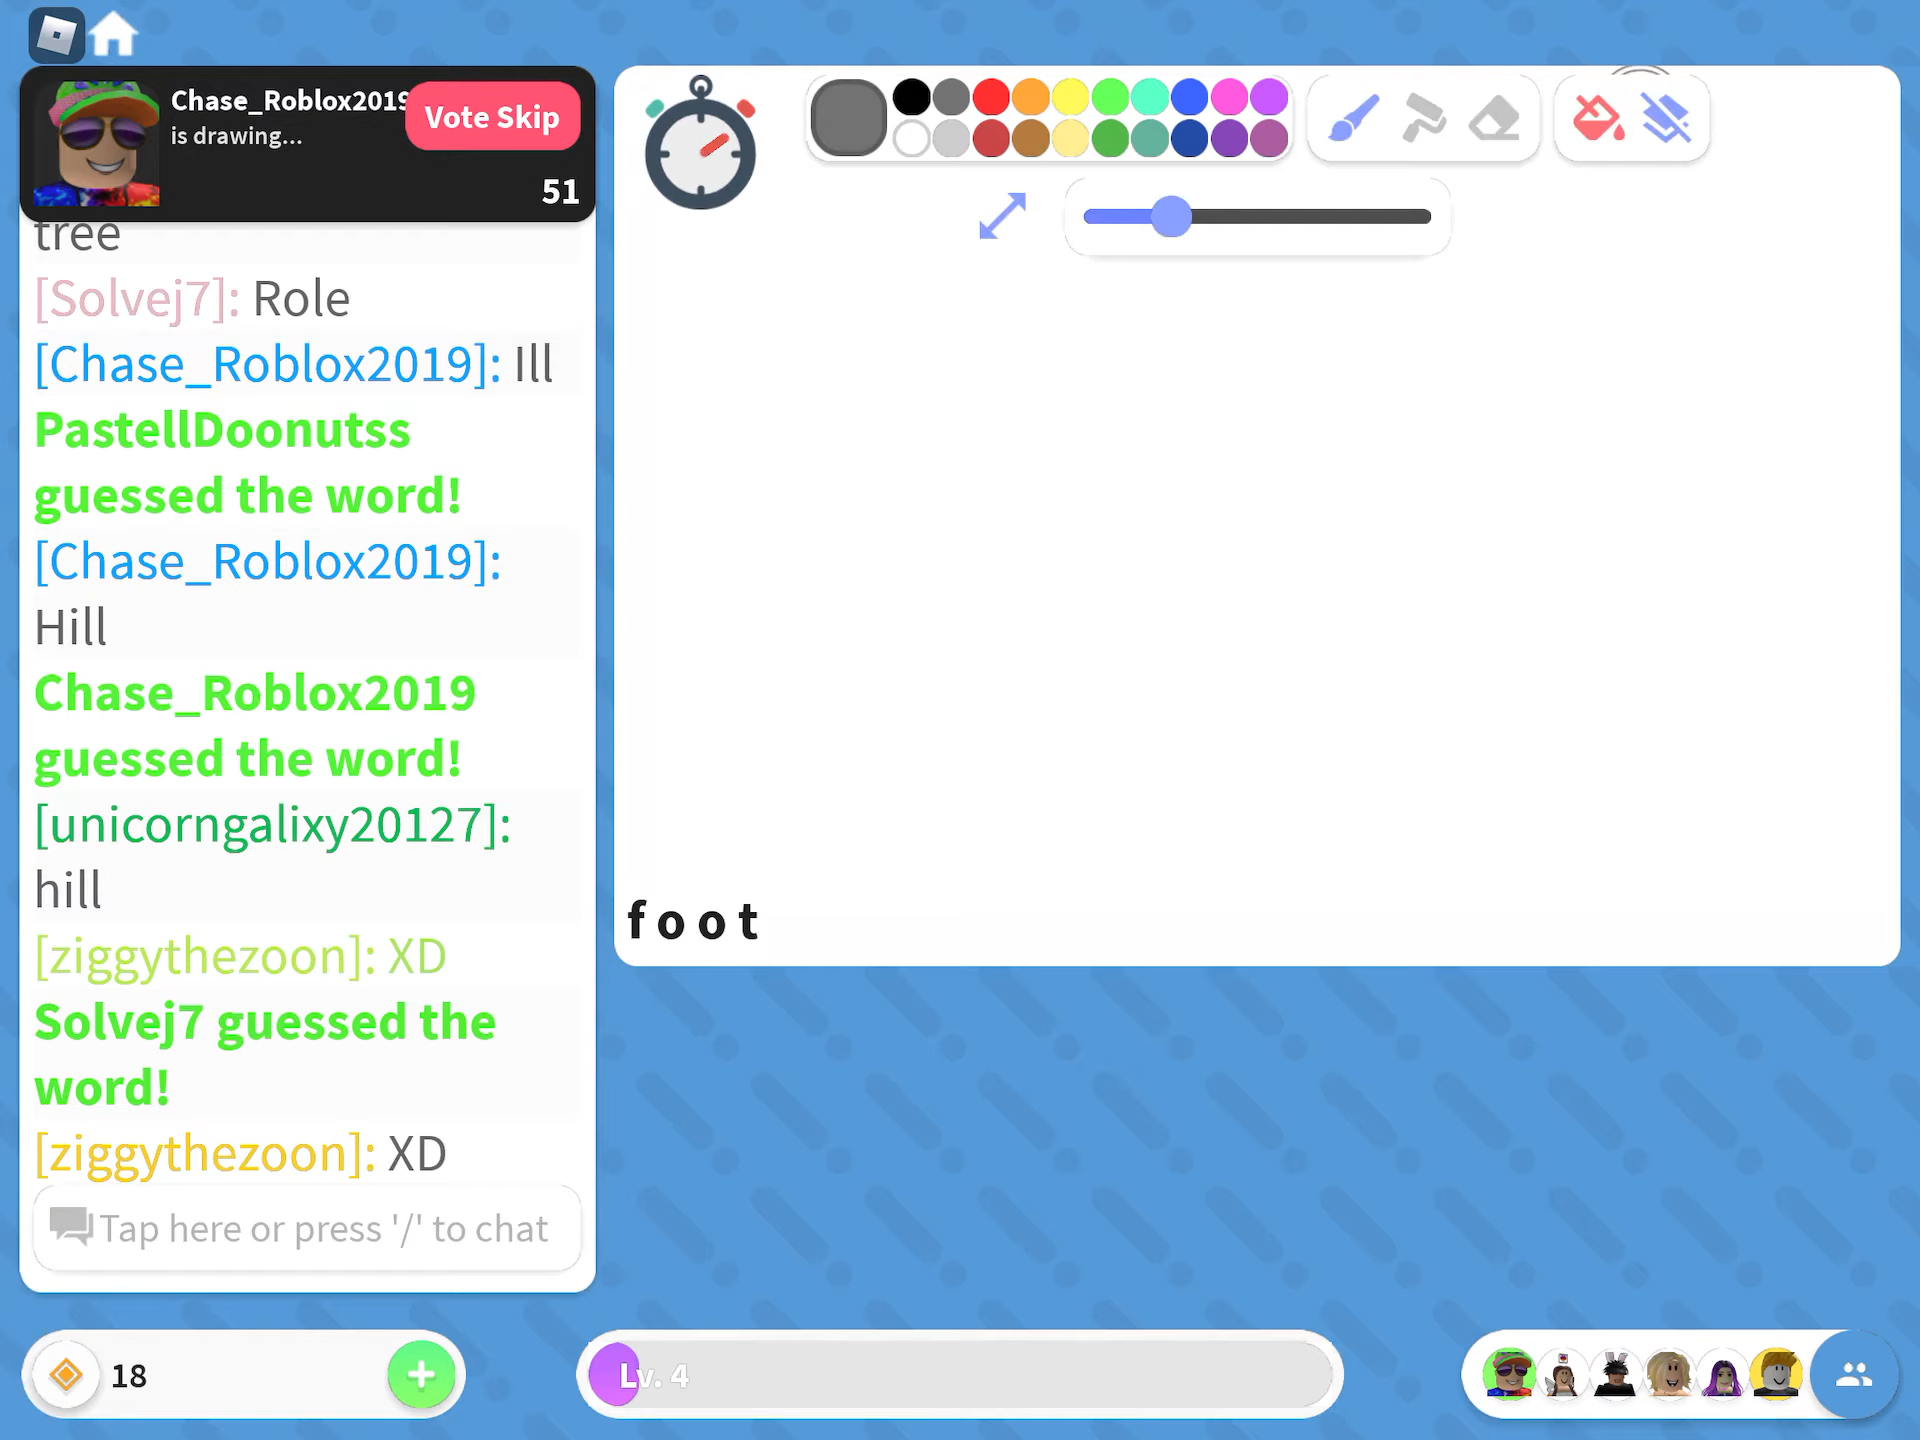 Chase_Roblox2019
is drawing...
Vote Skip
51
tree
[Solvej7]: Role
[Chase_Roblox2019]: Ill
PastellDoonutss
guessed the word!
[Chase_Roblox2019]:
Hill
Chase_Roblox2019
guessed the word!
[unicorngalixy20127]:
hill
[ziggythezoon]: XD
Solvej7 guessed the
word!
[ziggythezoon]: XD
Tap here or press '/' to chat
foot
18
Lv. 4